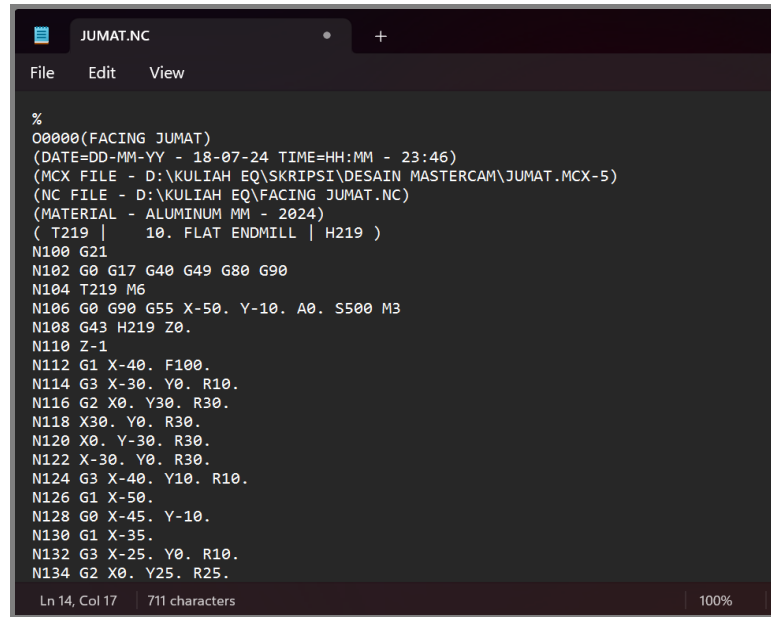 JUMAT.NC
File Edit View
%
O0000(FACING JUMAT)
(DATE=DD-MM-YY - 18-07-24 TIME=HH:MM - 23:46)
(MCX FILE - D:\KULIAH EQ\SKRIPSI\DESAIN MASTERCAM\JUMAT.MCX-5)
(NC FILE - D:\KULIAH EQ\FACING JUMAT.NC)
(MATERIAL - ALUMINUM MM - 2024)
( T219 |    10. FLAT ENDMILL | H219 )
N100 G21
N102 G0 G17 G40 G49 G80 G90
N104 T219 M6
N106 G0 G90 G55 X-50. Y-10. A0. S500 M3
N108 G43 H219 Z0.
N110 Z-1
N112 G1 X-40. F100.
N114 G3 X-30. Y0. R10.
N116 G2 X0. Y30. R30.
N118 X30. Y0. R30.
N120 X0. Y-30. R30.
N122 X-30. Y0. R30.
N124 G3 X-40. Y10. R10.
N126 G1 X-50.
N128 G0 X-45. Y-10.
N130 G1 X-35.
N132 G3 X-25. Y0. R10.
N134 G2 X0. Y25. R25.
Ln 14, Col 17 711 characters 100%